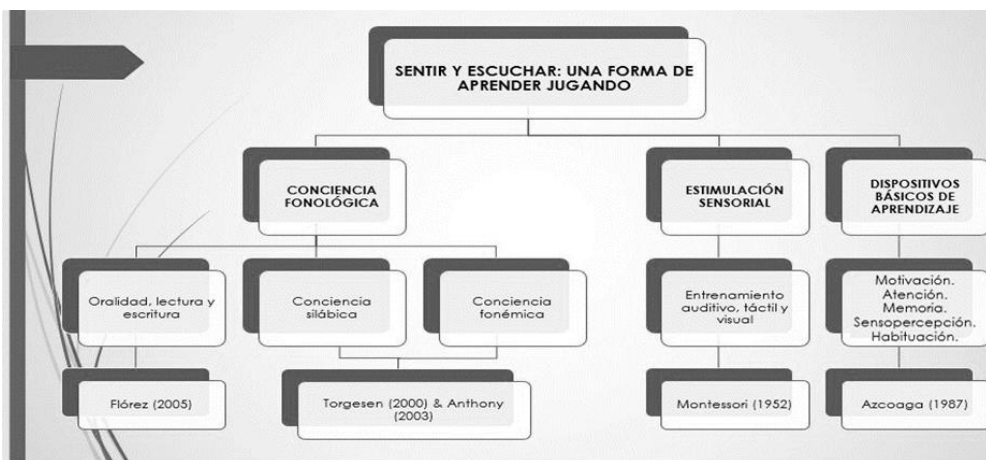 SENTIR Y ESCUCHAR: UNA FORMA DE
APRENDER JUGANDO
CONCIENCIA
FONOLÓGICA
ESTIMULACIÓN
SENSORIAL
DISPOSITIVOS
BÁSICOS DE
APRENDIZAJE
Oralidad, lectura y
escritura
Conciencia
silábica
Conciencia
fonémica
Entrenamiento
auditivo, táctil y
visual
Motivación.
Atención.
Memoria.
Sensopercepción.
Habituación.
Flórez (2005)
Torgesen (2000) & Anthony
(2003)
Montessori (1952)
Azcoaga (1987)